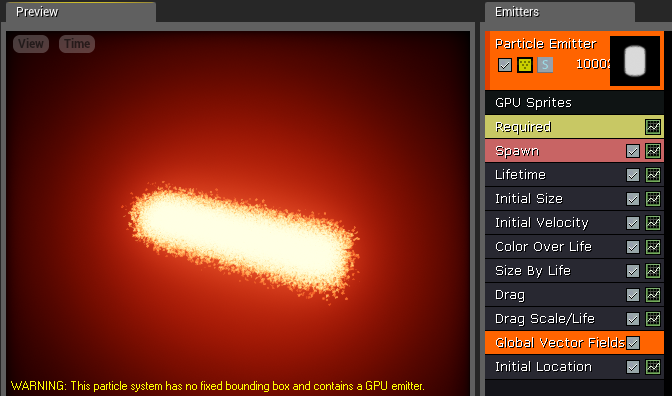 Preview
View Time
WARNING: This particle system has no fixed bounding box and contains a GPU emitter.
Emitters
Particle Emitter
S
GPU Sprites
Required
Spawn
Lifetime
Initial Size
Initial Velocity
Color Over Life
Size By Life
Drag
Drag Scale/Life
Global Vector Fields
Initial Location